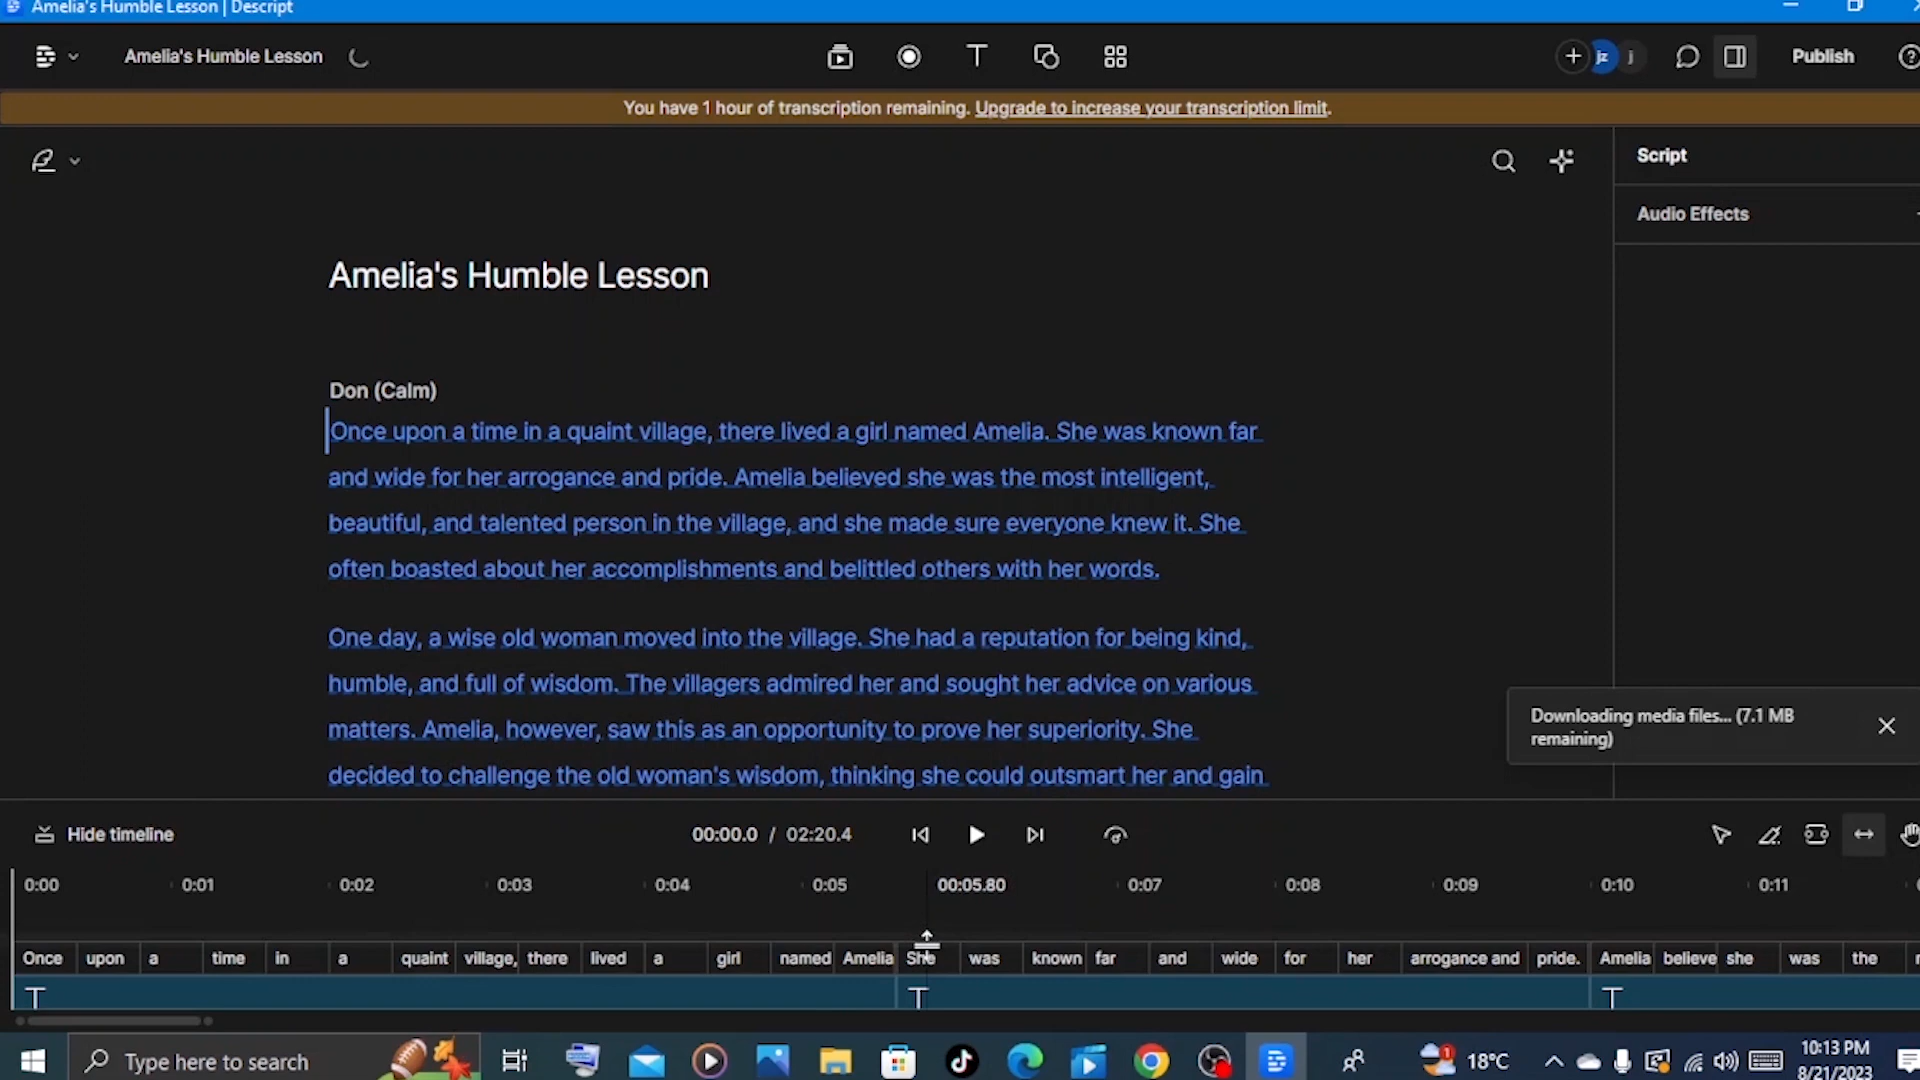 Amelia's Humble Lesson | Descript
Amelia's Humble Lesson
jz
j
Publish
You have 1 hour of transcription remaining. Upgrade to increase your transcription limit.
Script
Audio Effects
Amelia's Humble Lesson
Don (Calm)
Once upon a time in a quaint village, there lived a girl named Amelia. She was known far
and wide for her arrogance and pride. Amelia believed she was the most intelligent,
beautiful, and talented person in the village, and she made sure everyone knew it. She
often boasted about her accomplishments and belittled others with her words.
One day, a wise old woman moved into the village. She had a reputation for being kind,
humble, and full of wisdom. The villagers admired her and sought her advice on various
matters. Amelia, however, saw this as an opportunity to prove her superiority. She
decided to challenge the old woman's wisdom, thinking she could outsmart her and gain
Downloading media files... (7.1 MB
remaining)
Hide timeline
00:00.0 / 02:20.4
0:00 0:01 0:02 0:03 0:04 0:05 00:05.80 0:07 0:08 0:09 0:10 0:11
Once upon a time in a quaint village, there lived a girl named Amelia She was known far and wide for her arrogance and pride. Amelia believe she was the
Type here to search
1
18°C
10:13 PM
8/21/2023